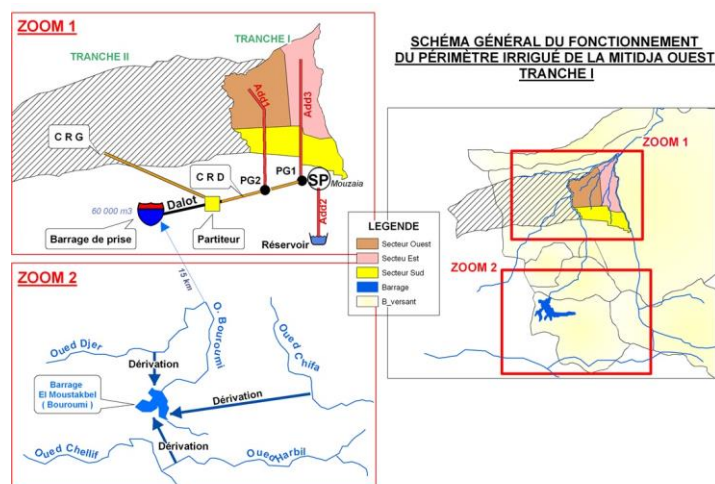 ZOOM 1
TRANCHE II
TRANCHE I
Add1
Add3
C R G
C R D
PG2
PG1
SP
Mouzaia
60 000 m3
Dalot
Add2
Barrage de prise
Partiteur
Réservoir
15 km
ZOOM 2
O. Bouroumi
Oued Djer
Oued Chifa
Dérivation
Barrage
El Moustakbel
( Bouroumi )
Dérivation
Dérivation
Oued Chellif
Oued Harbil
LEGENDE
Secteur Ouest
Secteu Est
Secteur Sud
Barrage
B_versant
SCHÉMA GÉNÉRAL DU FONCTIONNEMENT
DU PÉRIMÈTRE IRRIGUÉ DE LA MITIDJA OUEST
TRANCHE I
ZOOM 1
ZOOM 2